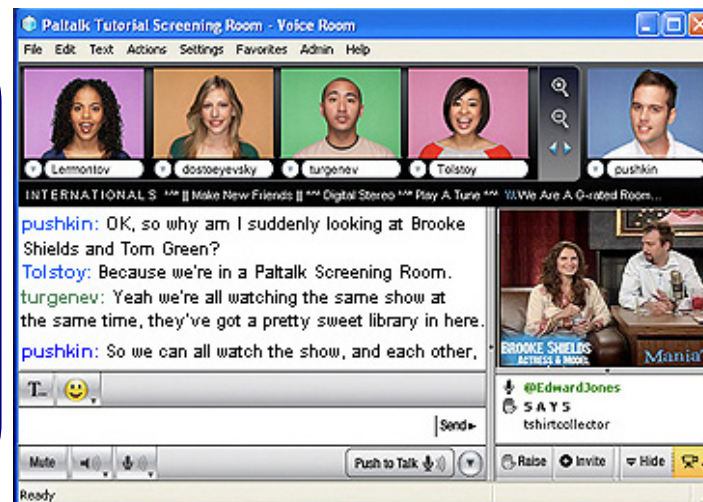 Paltalk Tutorial Screening Room - Voice Room
File Edit Text Actions Settings Favorites Admin Help
Lermontov dostoeyevsky turgenev Tolstoy pushkin
INTERNATIONALS ^^^ || Make New Friends || ^^^ Digital Stereo ^^^ Play A Tune ^^^ We Are A G-rated Room...
pushkin: OK, so why am I suddenly looking at Brooke
Shields and Tom Green?
Tolstoy: Because we're in a Paltalk Screening Room.
turgenev: Yeah we're all watching the same show at
the same time, they've got a pretty sweet library in here.
pushkin: So we can all watch the show, and each other,
BROOKE SHIELDS
ACTRESS & MODEL
Mania
T...
@EdwardJones
SAYS
tshirtcollector
Send
Mute Push to Talk Raise Invite Hide
Ready